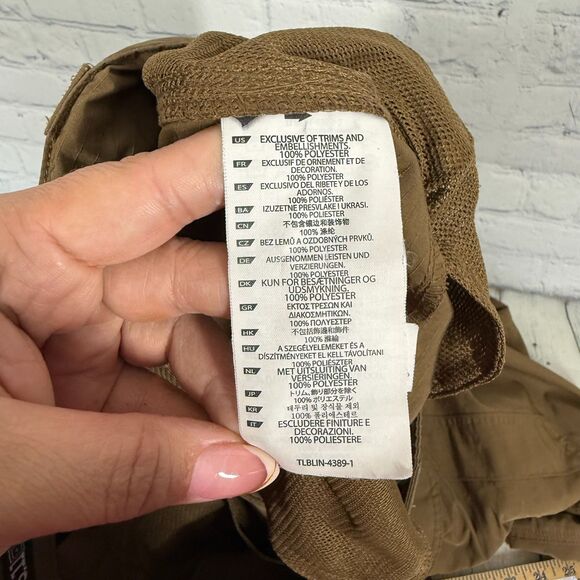 US EXCLUSIVE OF TRIMS AND
EMBELLISHMENTS.
100% POLYESTER
FR EXCLUSIF DE ORNEMENT ET DE
DECORATION.
100% POLYESTER
ES EXCLUSIVO DEL RIBETE Y DE LOS
ADORNOS.
100% POLYESTER
BA IZUZETNE PRESVLAKE I UKRASI.
100% POLYESTER
CN 不包含镶边和装饰物
100% 涤纶
CZ BEZ LEMŮ A OZDOBNÝCH PRVKŮ.
100% POLYESTER
DE AUSGENOMMEN LEISTEN UND
VERZIERUNGEN.
100% POLYESTER
DK KUN FOR BESÆTNINGER OG
UDSMYKNING.
100% POLYESTER
GR ΕΚΤΟΣ ΤΡΕΣΩΝ ΚΑΙ
ΔΙΑΚΟΣΜΗΤΙΚΩΝ.
100% ΠΟΛΥΕΣΤΕΡ
HK 不包括飾邊和飾件
100% 滌綸
HU A SZEGÉLYELEMEKET ÉS A
DÍSZÍTMÉNYEKET EL KELL TÁVOLÍTANI
100% POLIÉSZTER
NL MET UITSLUITING VAN
VERSIERINGEN.
100% POLYESTER
JP トリム、飾り部分を除く
100% ポリエステル
KR 테두리 및 장식물 제외
100% 폴리에스테르
IT ESCLUDERE FINITURE E
DECORAZIONI.
100% POLIESTERE
TLBLIN-4389-1
24